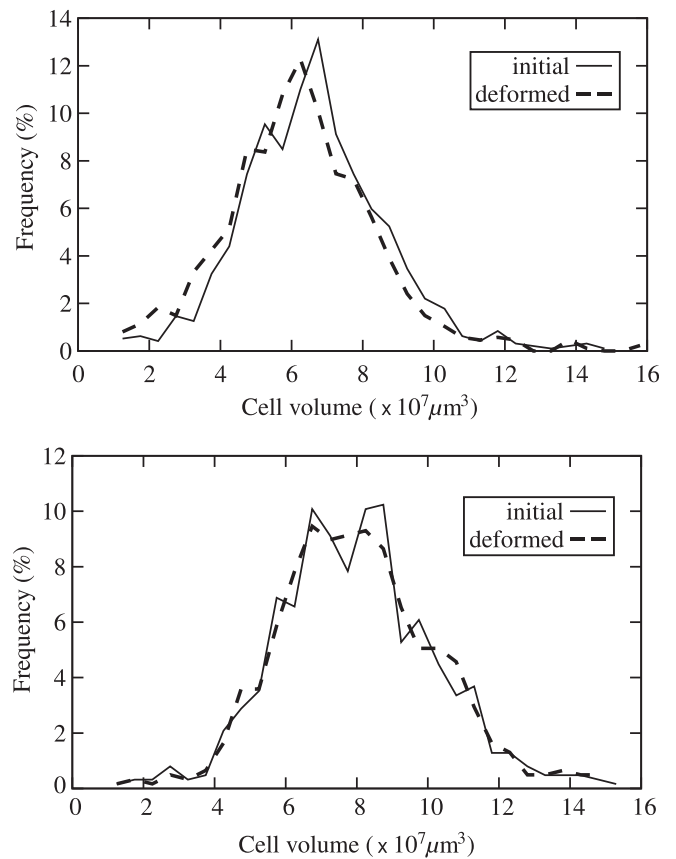 14
12
10
8
6
4
2
0
Frequency (%)
initial
deformed
0 2 4 6 8 10 12 14 16
Cell volume ( x 10⁷μm³)
12
10
8
6
4
2
0
Frequency (%)
initial
deformed
0 2 4 6 8 10 12 14 16
Cell volume ( x 10⁷μm³)